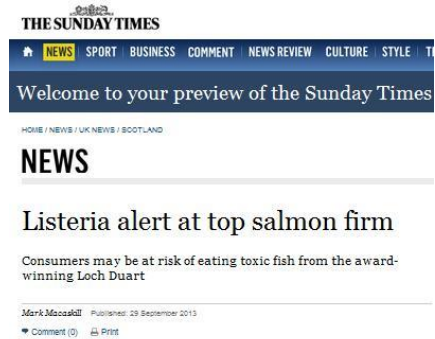 THE SUNDAY TIMES
NEWS SPORT BUSINESS COMMENT NEWS REVIEW CULTURE STYLE
Welcome to your preview of the Sunday Times
HOME / NEWS / UK NEWS / SCOTLAND
NEWS
Listeria alert at top salmon firm
Consumers may be at risk of eating toxic fish from the award-
winning Loch Duart
Mark Macaskill Published: 29 September 2013
Comment (0) Print